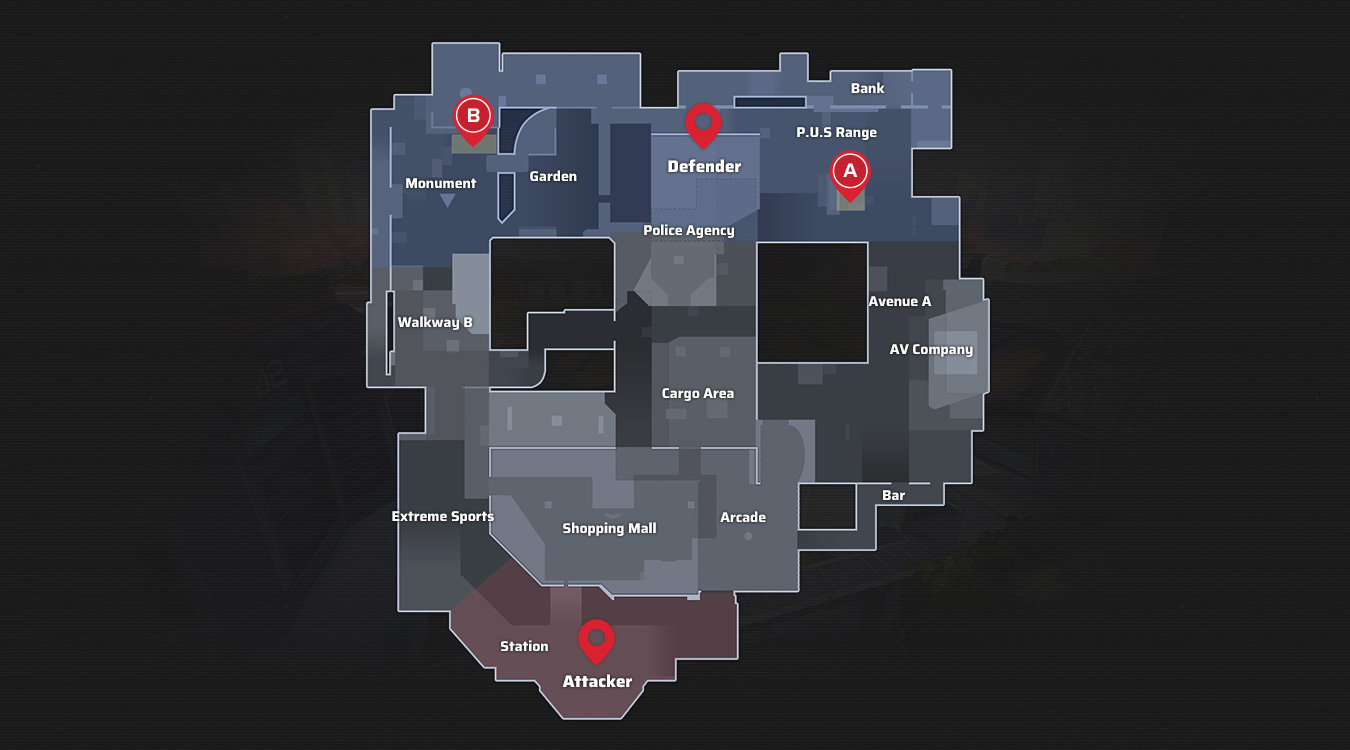 Bank
B
P.U.S Range
Defender
A
Garden
Monument
Police Agency
Avenue A
Walkway B
AV Company
Cargo Area
Bar
Extreme Sports
Arcade
Shopping Mall
Station
Attacker